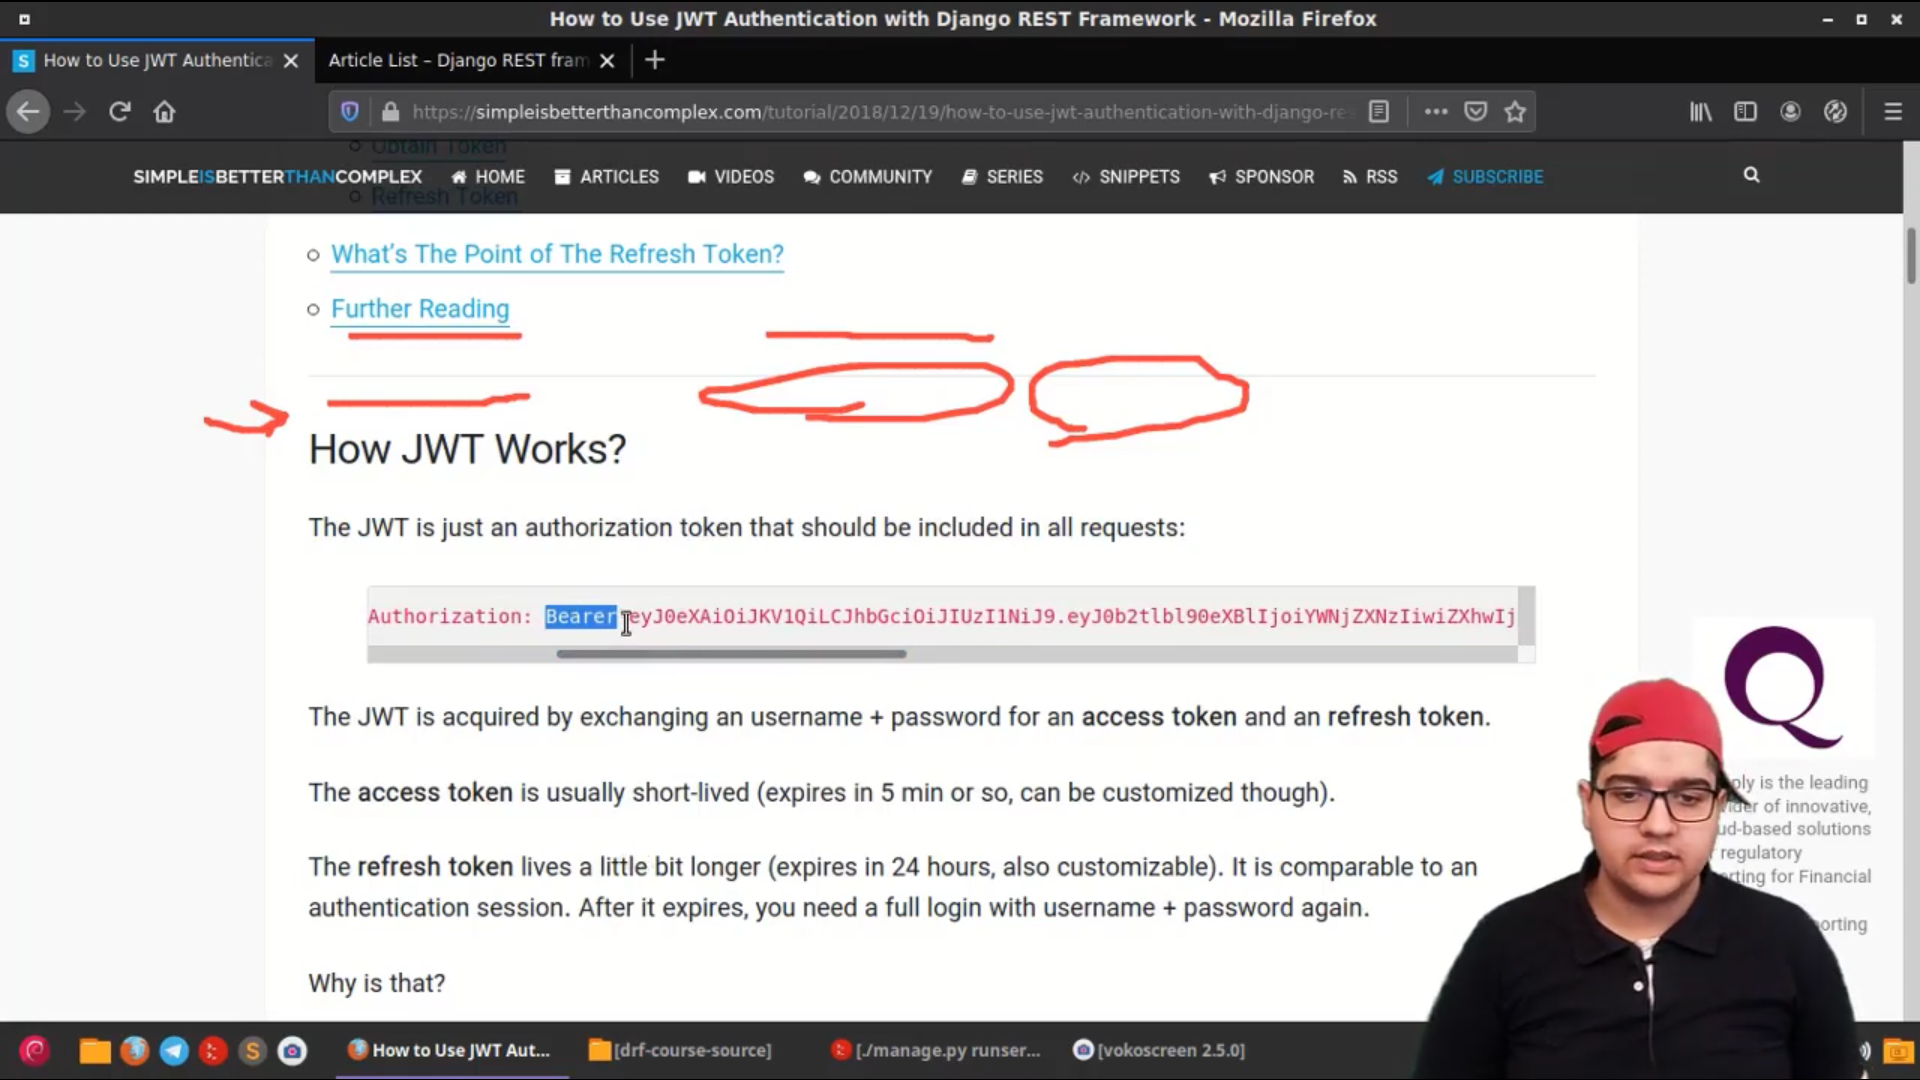 How to Use JWT Authentication with Django REST Framework - Mozilla Firefox
How to Use JWT Authentica
Article List – Django REST fram
https://simpleisbetterthancomplex.com/tutorial/2018/12/19/how-to-use-jwt-authentication-with-django-res
Obtain Token
SIMPLEISBETTERTHANCOMPLEX HOME ARTICLES VIDEOS COMMUNITY SERIES SNIPPETS SPONSOR RSS SUBSCRIBE
Refresh Token
What's The Point of The Refresh Token?
Further Reading
How JWT Works?
The JWT is just an authorization token that should be included in all requests:
Authorization: Bearer eyJ0eXAiOiJKV1QiLCJhbGciOiJIUzI1NiJ9.eyJ0b2tlbl90eXBlIjoiYWNjZXNzIiwiZXhwIj
The JWT is acquired by exchanging an username + password for an access token and an refresh token.
The access token is usually short-lived (expires in 5 min or so, can be customized though).
The refresh token lives a little bit longer (expires in 24 hours, also customizable). It is comparable to an
authentication session. After it expires, you need a full login with username + password again.
Why is that?
ply is the leading
ider of innovative,
ud-based solutions
r regulatory
orting for Financial
orting
How to Use JWT Aut...
[drf-course-source]
[./manage.py runser...
[vokoscreen 2.5.0]